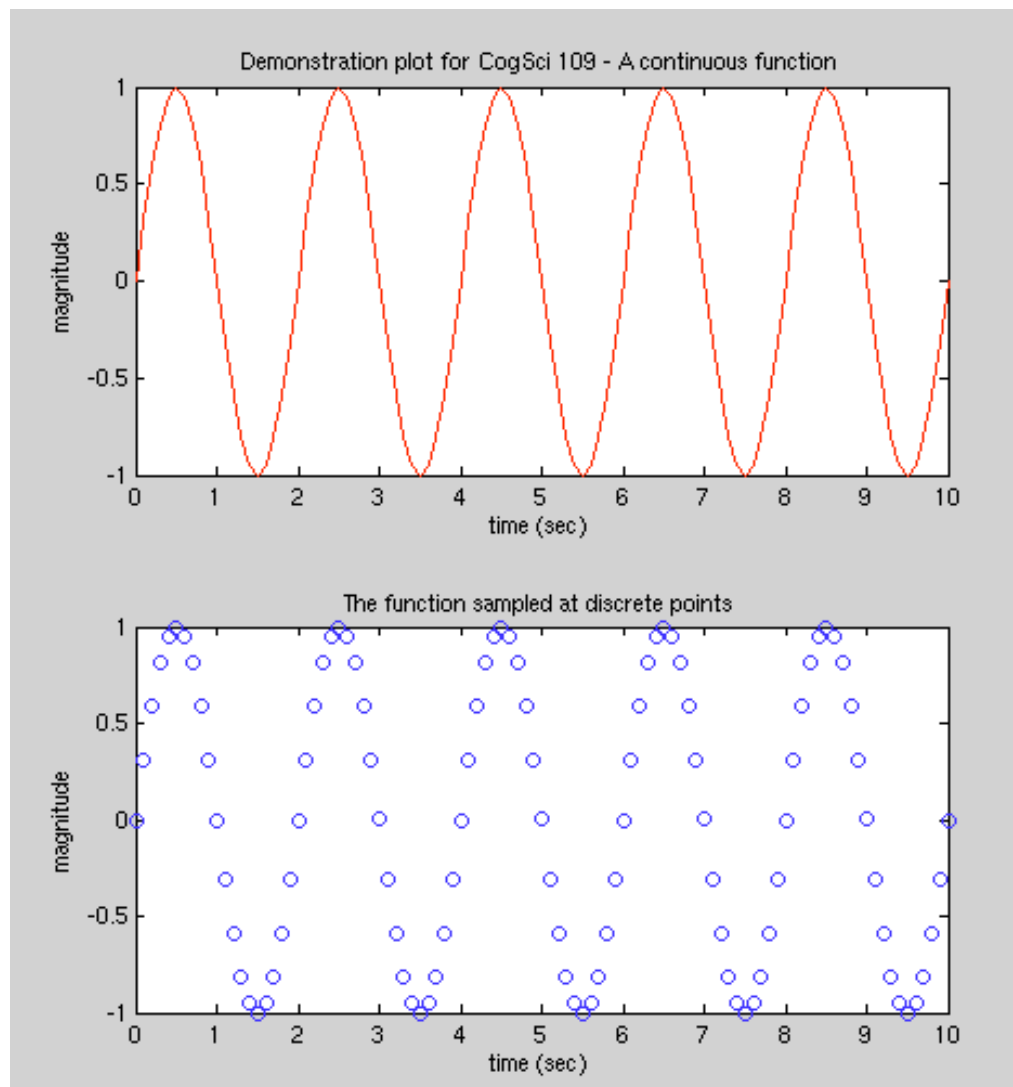 Demonstration plot for CogSci 109 - A continuous function
1
0.5
0
-0.5
-1
magnitude
0 1 2 3 4 5 6 7 8 9 10
time (sec)
The function sampled at discrete points
1
0.5
0
-0.5
-1
magnitude
0 1 2 3 4 5 6 7 8 9 10
time (sec)